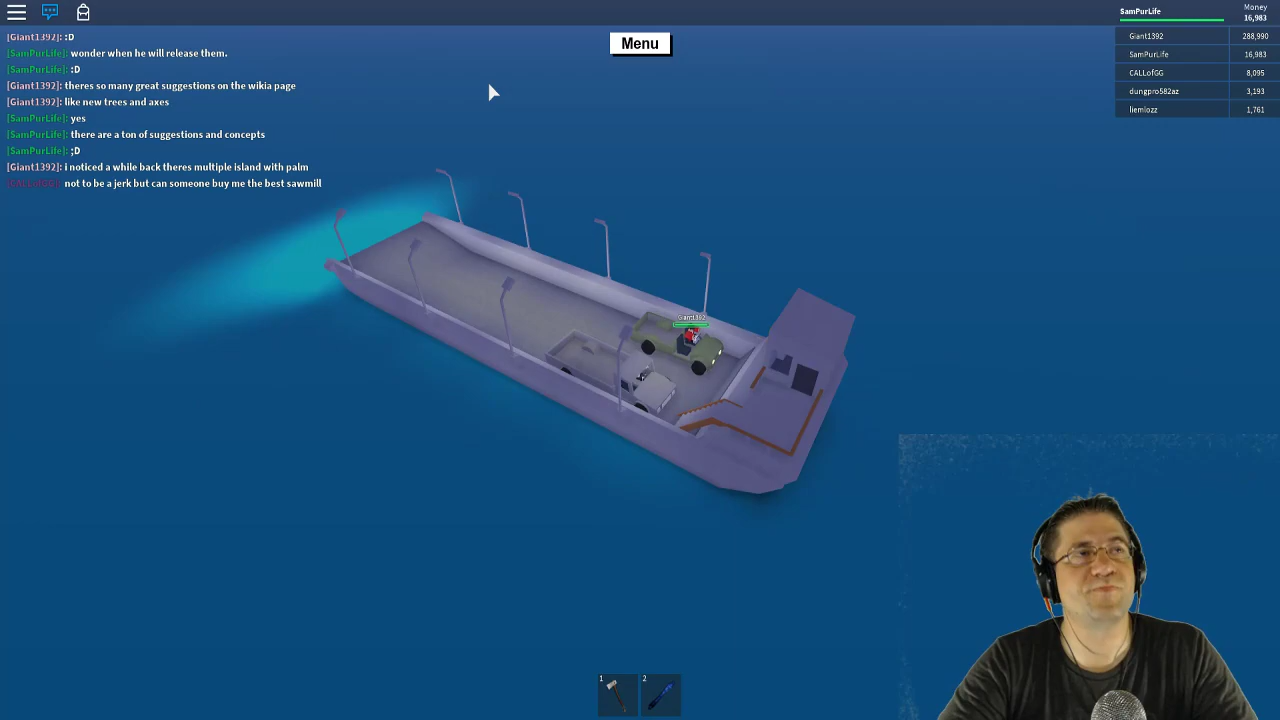 SamPurLife
Money
16,983
Menu
[Giant1392]: :D
[SamPurLife]: wonder when he will release them.
[SamPurLife]: :D
[Giant1392]: theres so many great suggestions on the wikia page
[Giant1392]: like new trees and axes
[SamPurLife]: yes
[SamPurLife]: there are a ton of suggestions and concepts
[SamPurLife]: ;D
[Giant1392]: i noticed a while back theres multiple island with palm
[CALLofGG]: not to be a jerk but can someone buy me the best sawmill
Giant1392 288,990
SamPurLife 16,983
CALLofGG 8,095
dungpro582az 3,193
liemlozz 1,761
Giant1392
1
2